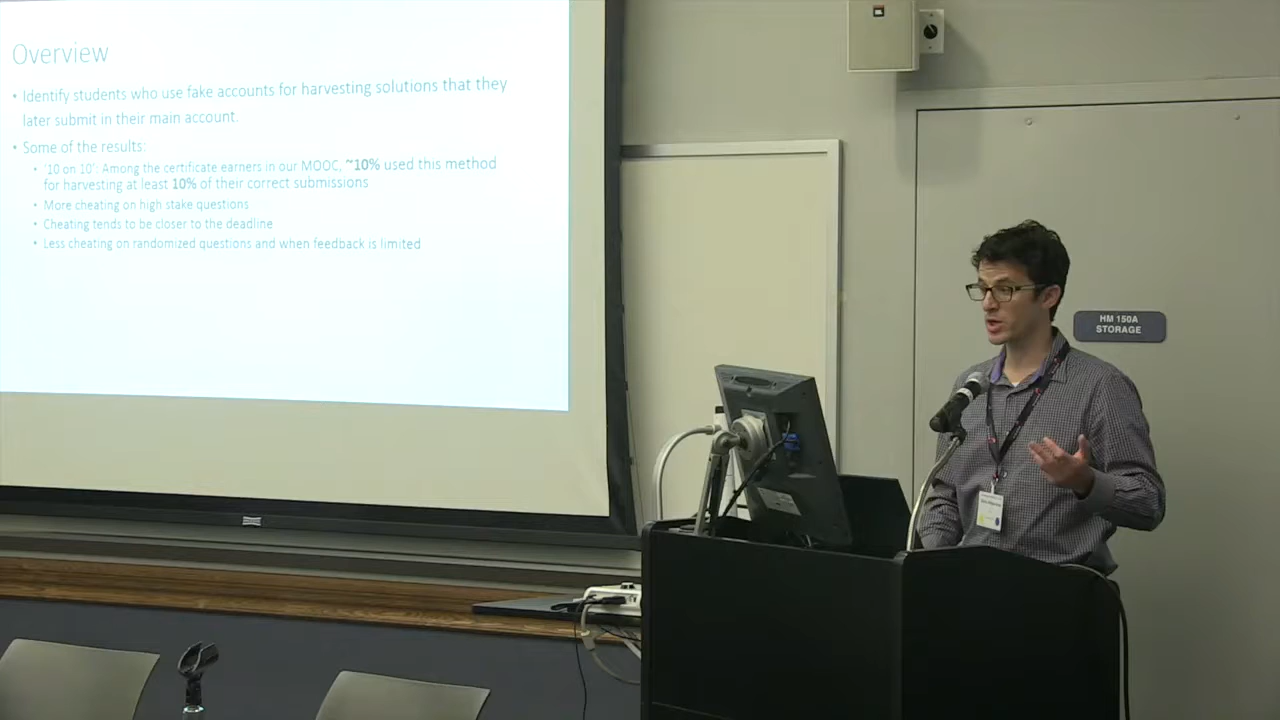 Overview
• Identify students who use fake accounts for harvesting solutions that they
later submit in their main account.
• Some of the results:
• '10 on 10': Among the certificate earners in our MOOC, ~10% used this method
for harvesting at least 10% of their correct submissions
• More cheating on high stake questions
• Cheating tends to be closer to the deadline
• Less cheating on randomized questions and when feedback is limited
HM 150A
STORAGE